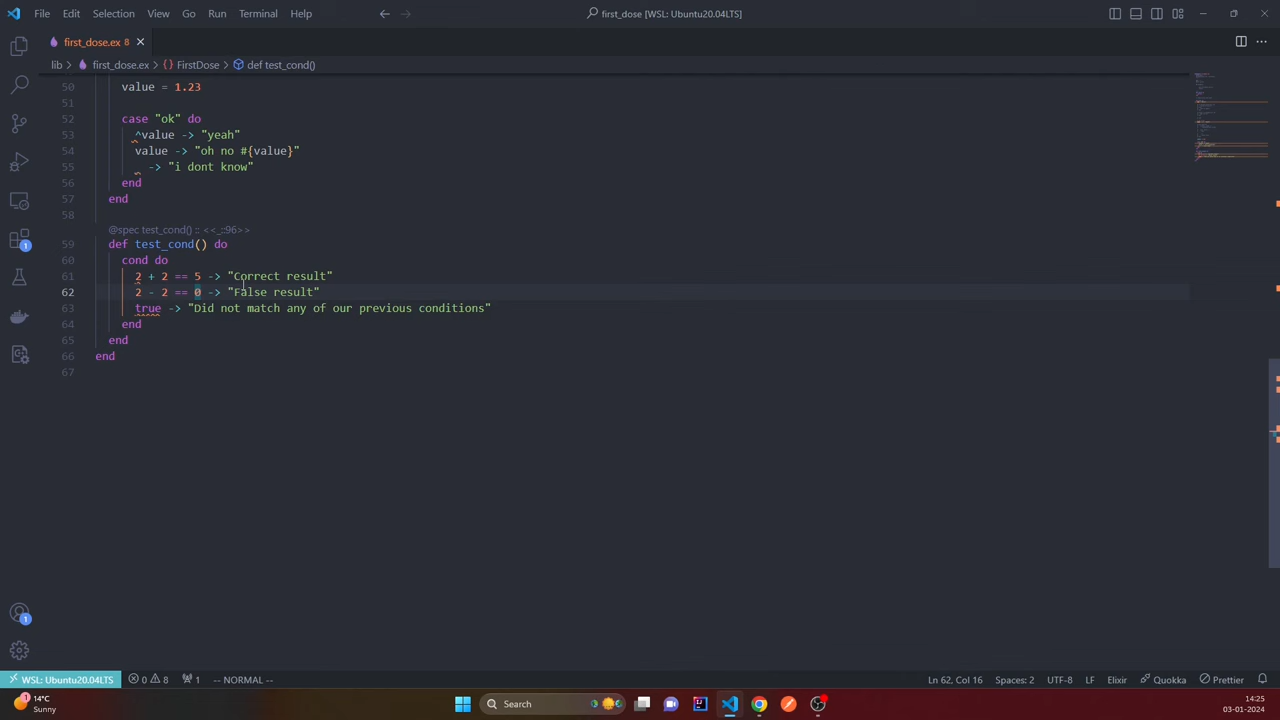 File Edit Selection View Go Run Terminal Help first_dose [WSL: Ubuntu20.04LTS]
first_dose.ex 8
lib > first_dose.ex > {} FirstDose > def test_cond()
50 value = 1.23
51
52 case "ok" do
53 ^value -> "yeah"
54 value -> "oh no #{value}"
55 _ -> "i dont know"
56 end
57 end
58
@spec test_cond() :: <<_::96>>
59 def test_cond() do
60 cond do
61 2 + 2 == 5 -> "Correct result"
62 2 - 2 == 0 -> "False result"
63 true -> "Did not match any of our previous conditions"
64 end
65 end
66 end
67
1
1
WSL: Ubuntu20.04LTS 0 8 1 -- NORMAL -- Ln 62, Col 16 Spaces: 2 UTF-8 LF Elixir Quokka Prettier
1 14°C Search 14:25
Sunny 03-01-2024